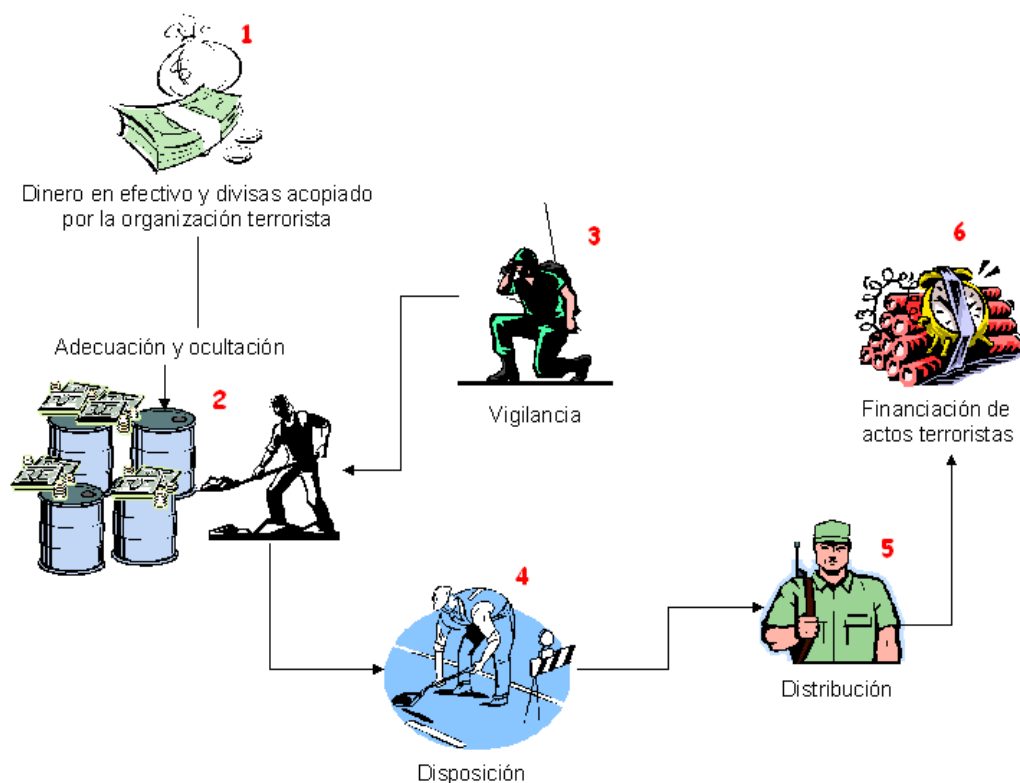 1
Dinero en efectivo y divisas acopiado
por la organización terrorista
Adecuación y ocultación
2
3
Vigilancia
4
Disposición
5
Distribución
6
Financiación de
actos terroristas